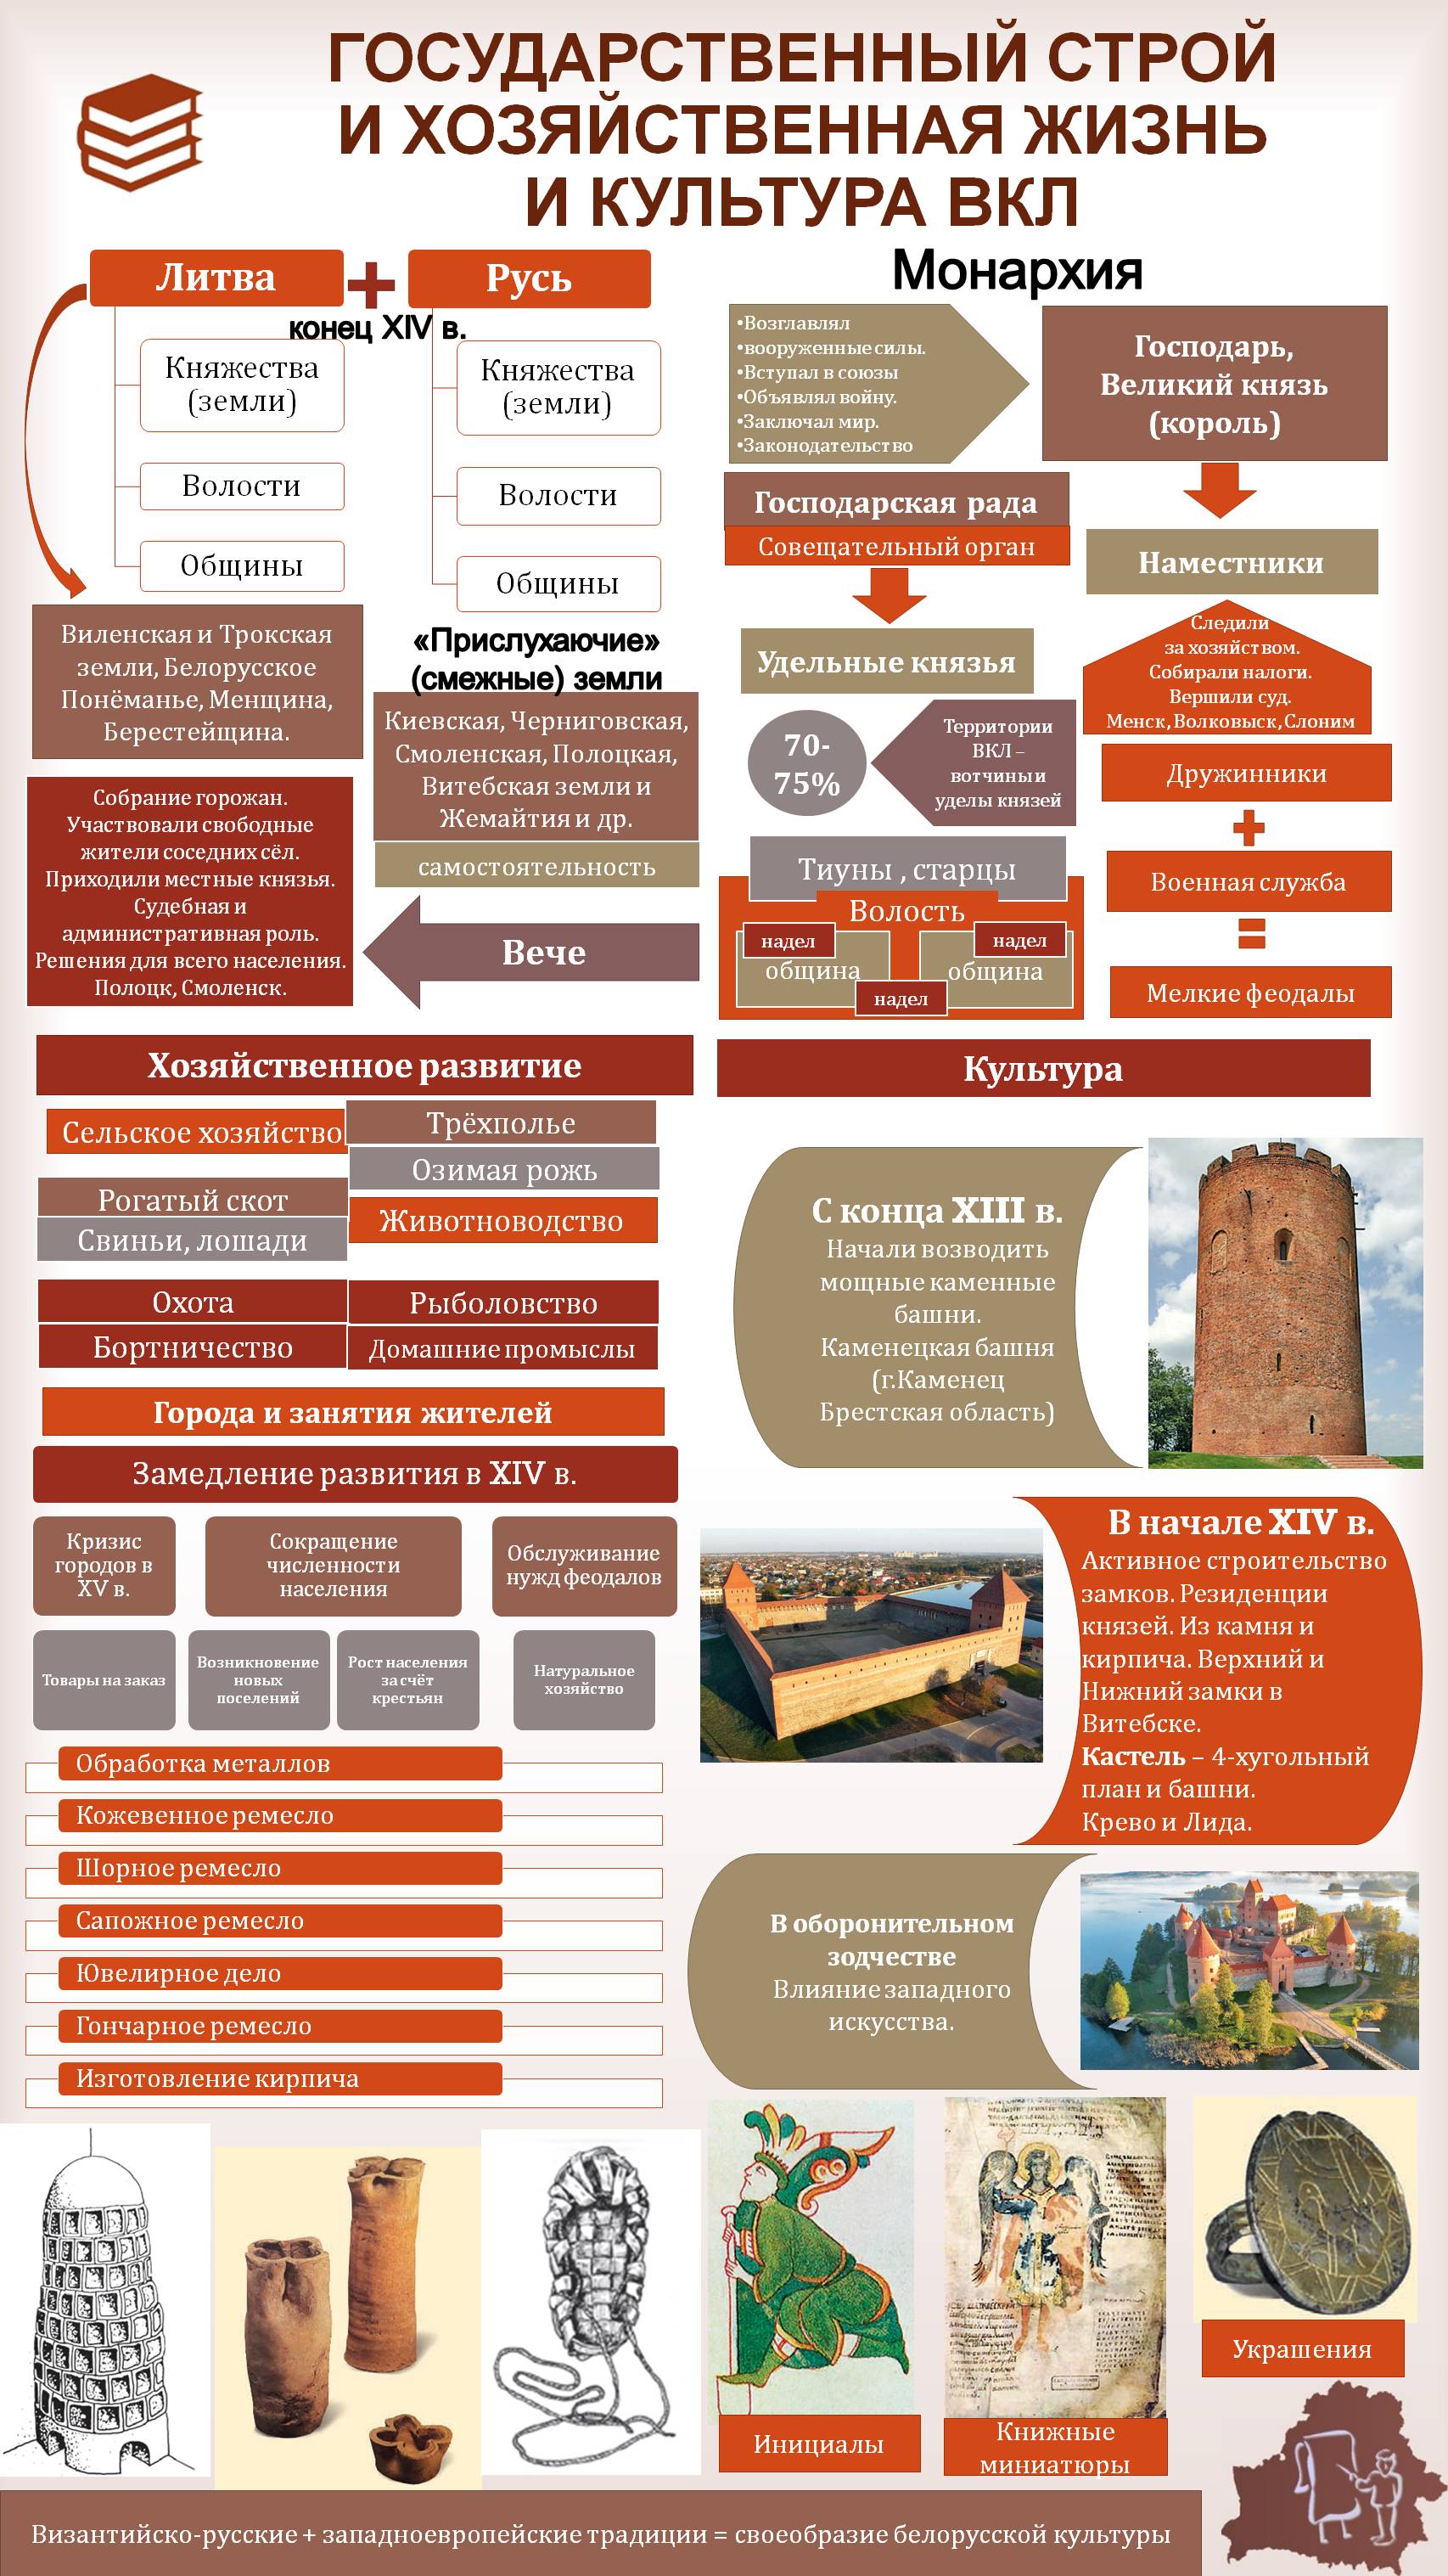 ГОСУДАРСТВЕННЫЙ СТРОЙ
И ХОЗЯЙСТВЕННАЯ ЖИЗНЬ
И КУЛЬТУРА ВКЛ
Литва
Русь
конец XIV в.
Княжества
(земли)
Волости
Общины
Княжества
(земли)
Волости
Общины
Виленская и Трокская
земли, Белорусское
Понёманье, Менщина,
Берестейщина.
«Прислухаючие»
(смежные) земли
Киевская, Черниговская,
Смоленская, Полоцкая,
Витебская земли и
Жемайтия и др.
самостоятельность
Вече
Собрание горожан.
Участвовали свободные
жители соседних сёл.
Приходили местные князья.
Судебная и
административная роль.
Решения для всего населения.
Полоцк, Смоленск.
Монархия
•Возглавлял
•вооруженные силы.
•Вступал в союзы
•Объявлял войну.
•Заключал мир.
•Законодательство
Господарь,
Великий князь
(король)
Господарская рада
Совещательный орган
Наместники
Следили
за хозяйством.
Собирали налоги.
Вершили суд.
Менск, Волковыск, Слоним
Удельные князья
70-
75%
Территории
ВКЛ –
вотчины и
уделы князей
Дружинники
+
Военная служба
=
Мелкие феодалы
Тиуны , старцы
Волость
надел
община
надел
община
надел
Хозяйственное развитие
Сельское хозяйство
Трёхполье
Озимая рожь
Рогатый скот
Свиньи, лошади
Животноводство
Охота
Рыболовство
Бортничество
Домашние промыслы
Города и занятия жителей
Замедление развития в XIV в.
Кризис
городов в
XV в.
Сокращение
численности
населения
Обслуживание
нужд феодалов
Товары на заказ
Возникновение
новых
поселений
Рост населения
за счёт
крестьян
Натуральное
хозяйство
Обработка металлов
Кожевенное ремесло
Шорное ремесло
Сапожное ремесло
Ювелирное дело
Гончарное ремесло
Изготовление кирпича
Культура
С конца XIII в.
Начали возводить
мощные каменные
башни.
Каменецкая башня
(г.Каменец
Брестская область)
В начале XIV в.
Активное строительство
замков. Резиденции
князей. Из камня и
кирпича. Верхний и
Нижний замки в
Витебске.
Кастель – 4-хугольный
план и башни.
Крево и Лида.
В оборонительном
зодчестве
Влияние западного
искусства.
Инициалы
Книжные
миниатюры
Украшения
Византийско-русские + западноевропейские традиции = своеобразие белорусской культуры